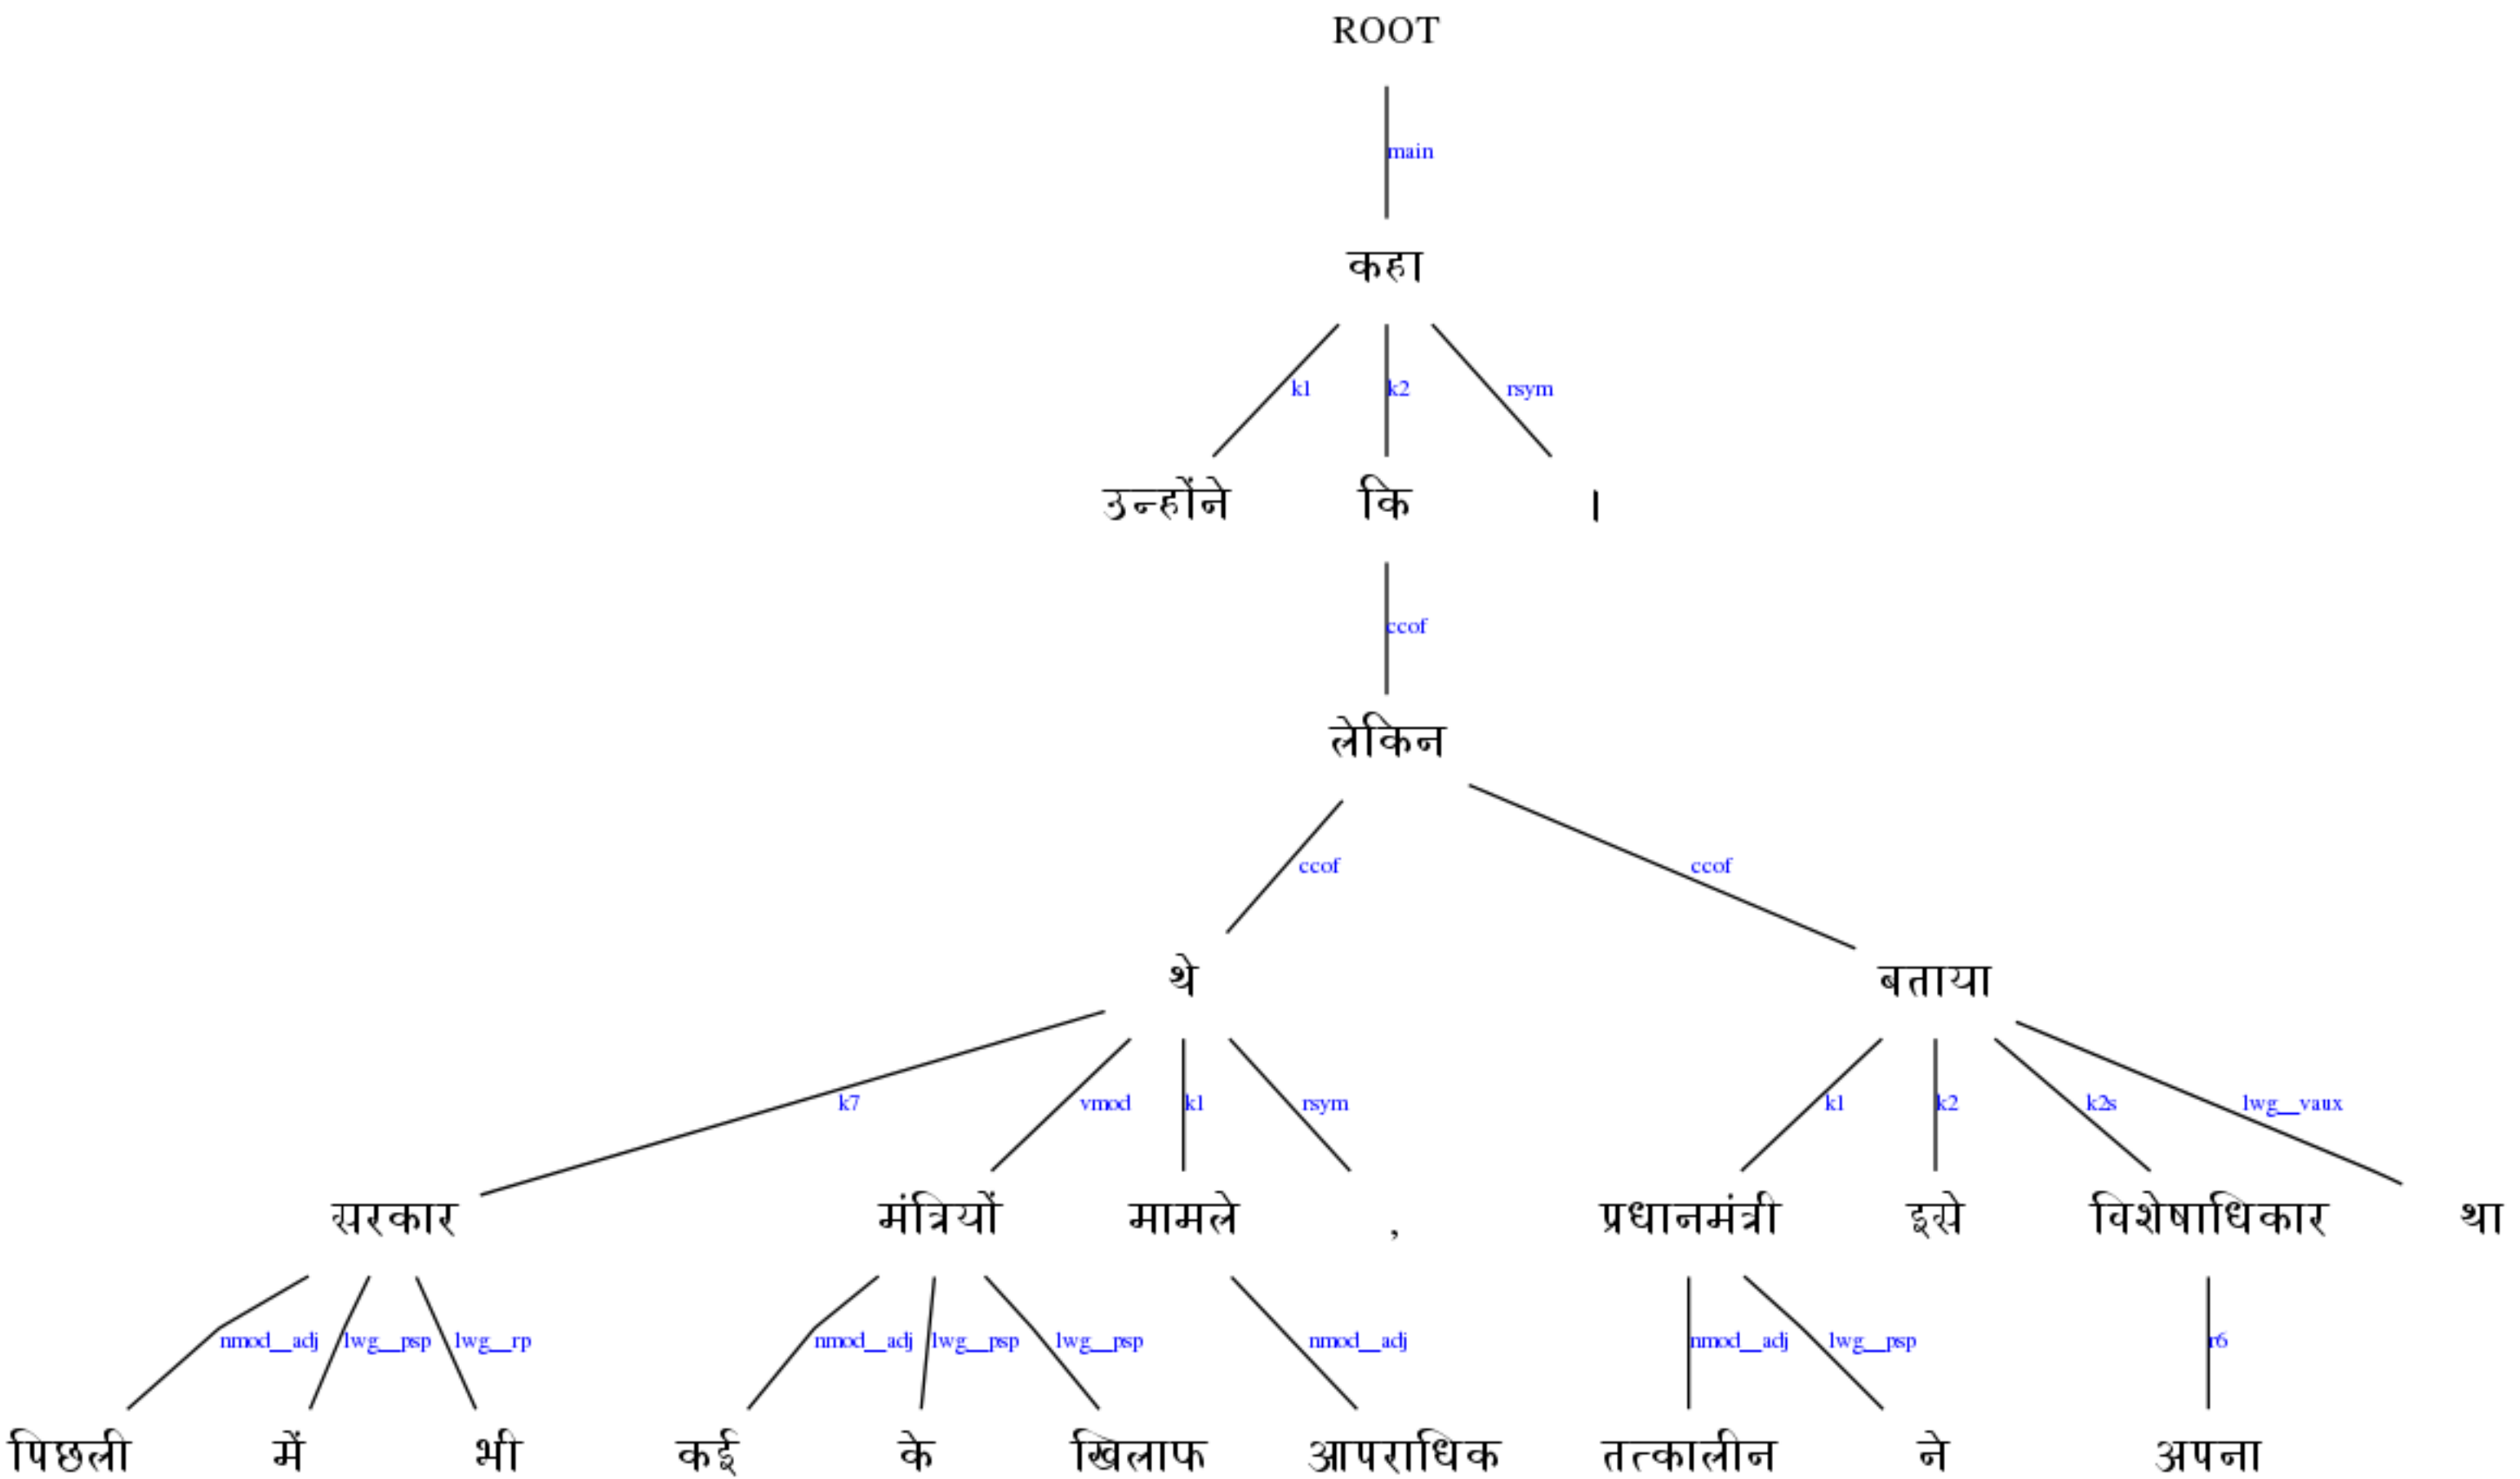 ROOT
main
कहा
k1 k2 rsym
उन्होंने कि ।
ccof
लेकिन
ccof ccof
थे बताया
k7 vmod k1 rsym k1 k2 k2s lwg__vaux
सरकार मंत्रियों मामले , प्रधानमंत्री इसे विशेषाधिकार था
nmod__adj lwg__psp lwg__rp nmod__adj lwg__psp lwg__psp nmod__adj nmod__adj lwg__psp r6
पिछली में भी कई के खिलाफ आपराधिक तत्कालीन ने अपना